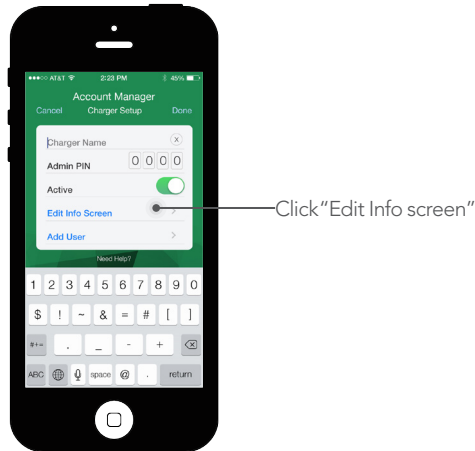 AT&T 2:23 PM 45%
Account Manager
Cancel Charger Setup Done
Charger Name x
Admin PIN 0 0 0 0
Active
Edit Info Screen >
Click"Edit Info screen"
Add User >
Need Help?
1 2 3 4 5 6 7 8 9 0
$ ! ~ & = # [ ]
#+= . _ - +
ABC space @ . return